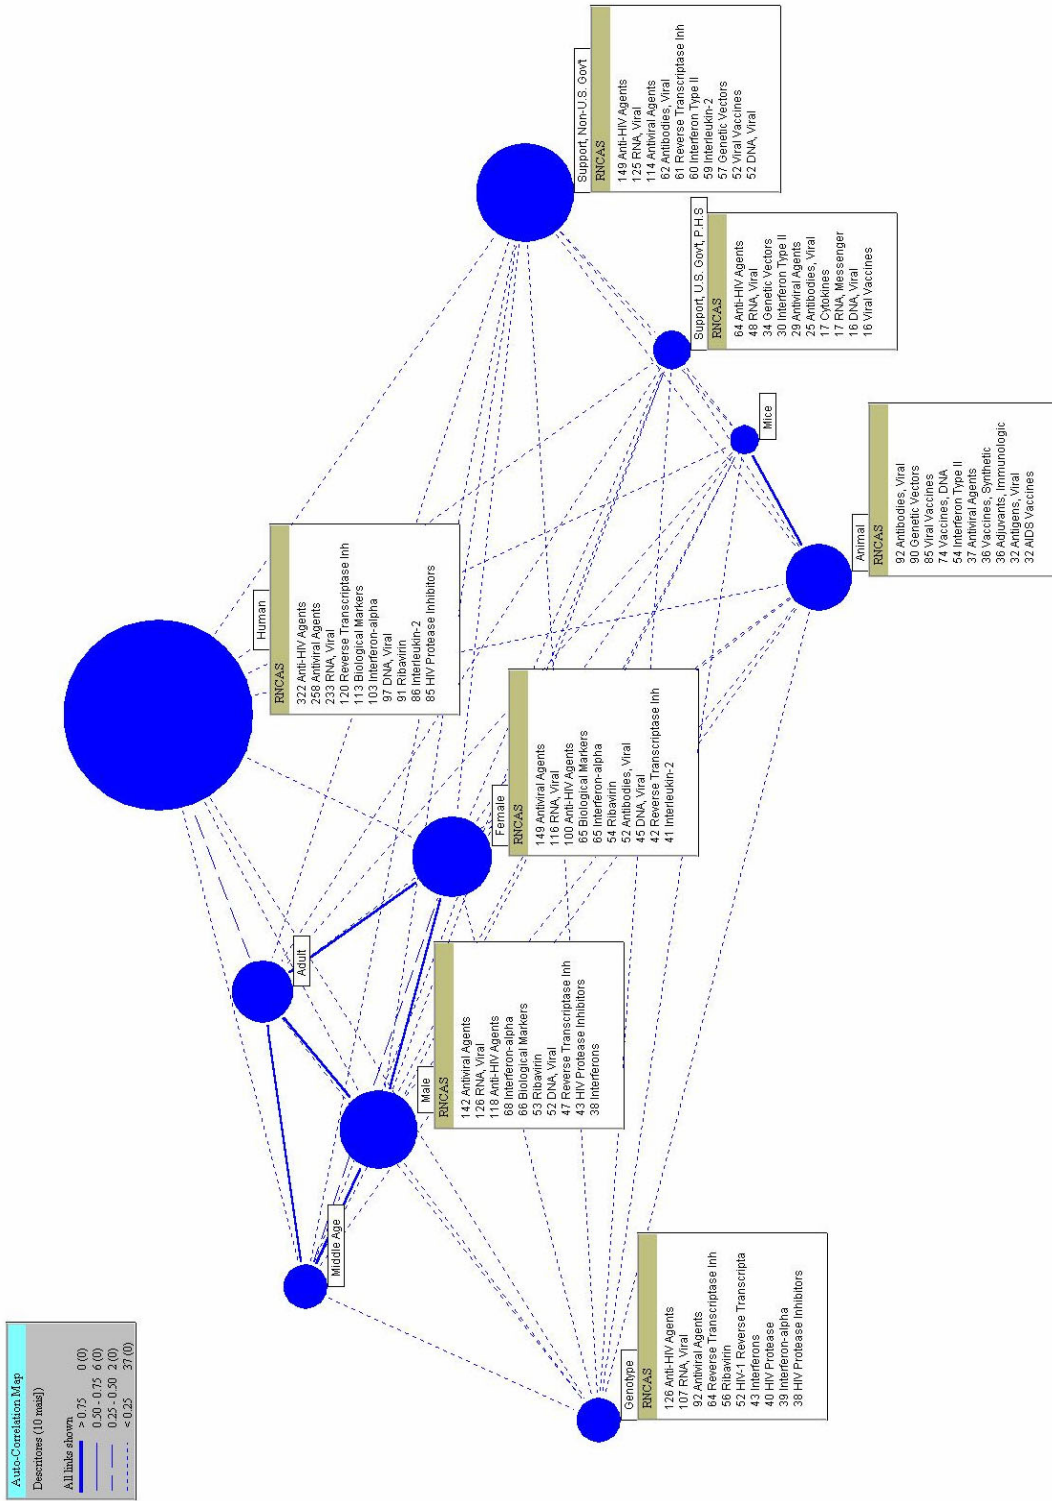 Auto-Correlation Map
Descritores (10 mais])
All links shown
> 0.75 0 (0)
0.50 - 0.75 6 (0)
0.25 - 0.50 2 (0)
< 0.25 37 (0)
Middle Age
Adult
Human
RNCAS
322 Anti-HIV Agents
258 Antiviral Agents
233 RNA, Viral
120 Reverse Transcriptase Inh
113 Biological Markers
103 Interferon-alpha
97 DNA, Viral
91 Ribavirin
86 Interleukin-2
85 HIV Protease Inhibitors
Male
RNCAS
142 Antiviral Agents
126 RNA, Viral
118 Anti-HIV Agents
68 Interferon-alpha
66 Biological Markers
53 Ribavirin
52 DNA, Viral
47 Reverse Transcriptase Inh
43 HIV Protease Inhibitors
38 Interferons
Female
RNCAS
149 Antiviral Agents
116 RNA, Viral
100 Anti-HIV Agents
65 Biological Markers
65 Interferon-alpha
54 Ribavirin
52 Antibodies, Viral
45 DNA, Viral
42 Reverse Transcriptase Inh
41 Interleukin-2
Support, Non-U.S. Gov't
RNCAS
149 Anti-HIV Agents
125 RNA, Viral
114 Antiviral Agents
62 Antibodies, Viral
61 Reverse Transcriptase Inh
60 Interferon Type II
59 Interleukin-2
57 Genetic Vectors
52 Viral Vaccines
52 DNA, Viral
Genotype
RNCAS
126 Anti-HIV Agents
107 RNA, Viral
92 Antiviral Agents
64 Reverse Transcriptase Inh
56 Ribavirin
52 HIV-1 Reverse Transcripta
43 Interferons
40 HIV Protease
39 Interferon-alpha
38 HIV Protease Inhibitors
Support, U.S. Gov't, P.H.S
RNCAS
64 Anti-HIV Agents
48 RNA, Viral
34 Genetic Vectors
30 Interferon Type II
29 Antiviral Agents
25 Antibodies, Viral
17 Cytokines
17 RNA, Messenger
16 DNA, Viral
16 Viral Vaccines
Mice
Animal
RNCAS
92 Antibodies, Viral
90 Genetic Vectors
85 Viral Vaccines
74 Vaccines, DNA
54 Interferon Type II
37 Antiviral Agents
36 Vaccines, Synthetic
36 Adjuvants, Immunologic
32 Antigens, Viral
32 AIDS Vaccines